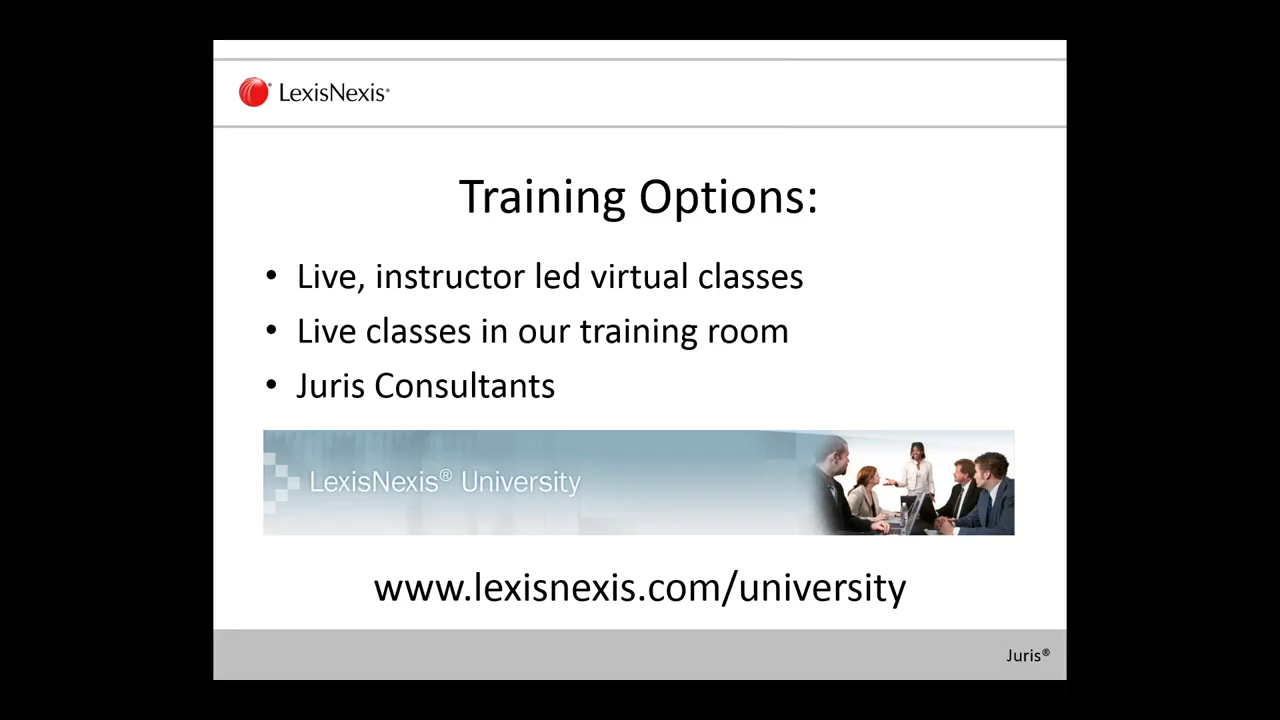 LexisNexis®
Training Options:
• Live, instructor led virtual classes
• Live classes in our training room
• Juris Consultants
LexisNexis® University
www.lexisnexis.com/university
Juris®